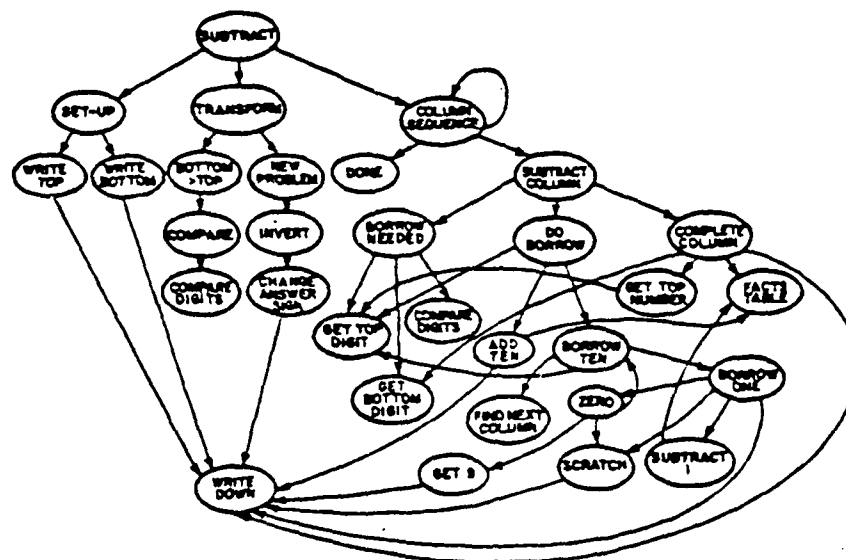 SUBTRACT
SET-UP
TRANSFORM
COLUMN
SEQUENCE
WRITE
TOP
WRITE
BOTTOM
BOTTOM
>TOP
NEW
PROBLEM
DONE
SUBTRACT
COLUMN
COMPARE
INVERT
BORROW
NEEDED
DO
BORROW
COMPLETE
COLUMN
COMPARE
DIGITS
CHANGE
ANSWER
SIGN
GET TOP
DIGIT
COMPARE
DIGITS
GET TOP
NUMBER
FACTS
TABLE
ADD
TEN
BORROW
TEN
BORROW
ONE
GET
BOTTOM
DIGIT
FIND NEXT
COLUMN
ZERO
WRITE
DOWN
GET 9
SCRATCH
SUBTRACT
1